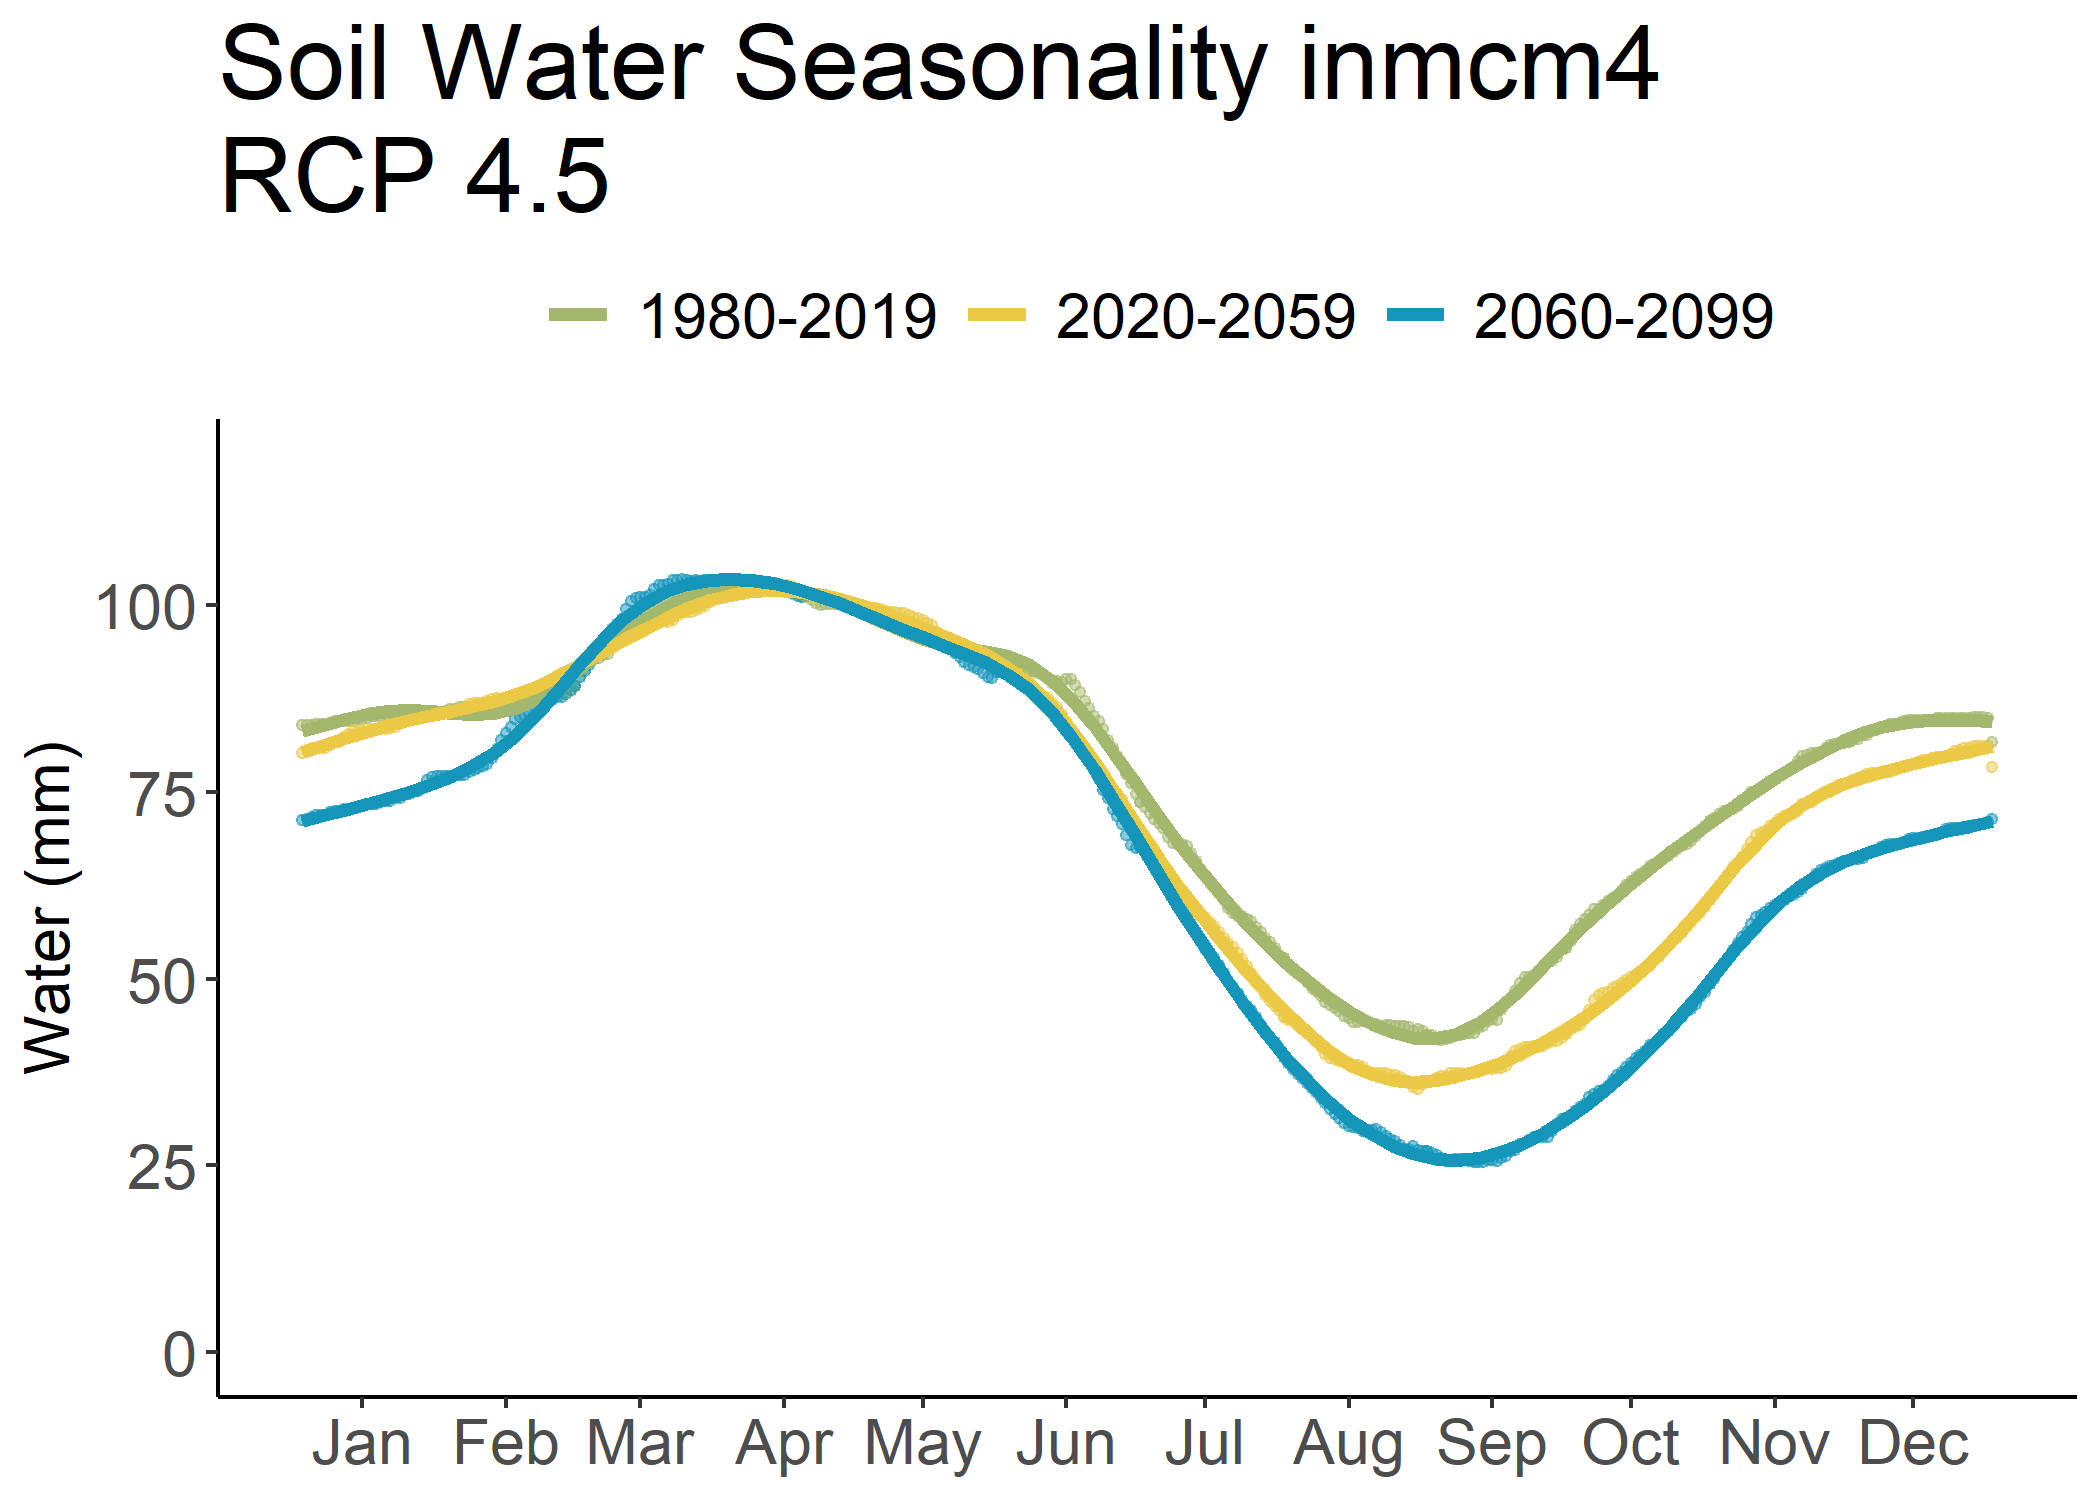 Soil Water Seasonality inmcm4
RCP 4.5
1980-2019 2020-2059 2060-2099
Water (mm)
100
75
50
25
0
Jan Feb Mar Apr May Jun Jul Aug Sep Oct Nov Dec